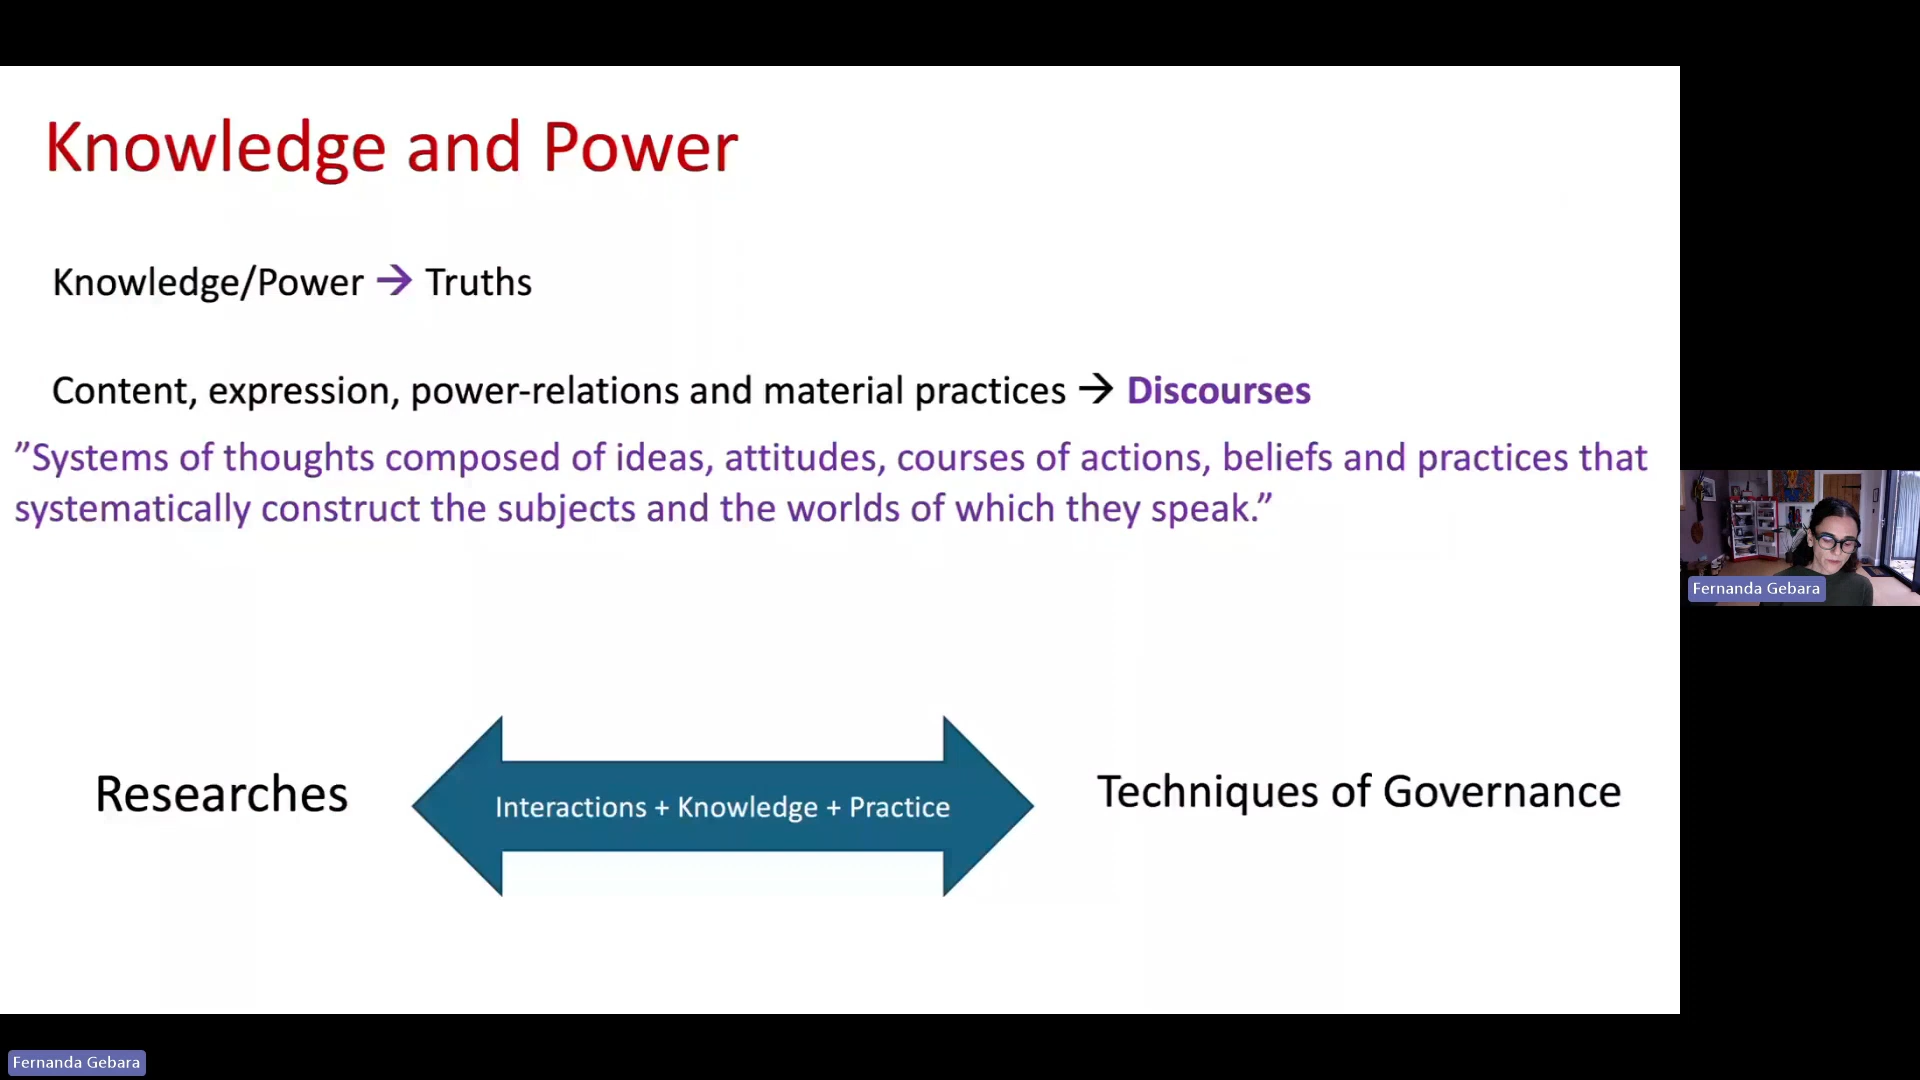 Knowledge and Power
Knowledge/Power → Truths
Content, expression, power-relations and material practices → Discourses
”Systems of thoughts composed of ideas, attitudes, courses of actions, beliefs and practices that
systematically construct the subjects and the worlds of which they speak.”
Researches
Interactions + Knowledge + Practice
Techniques of Governance
Fernanda Gebara
Fernanda Gebara